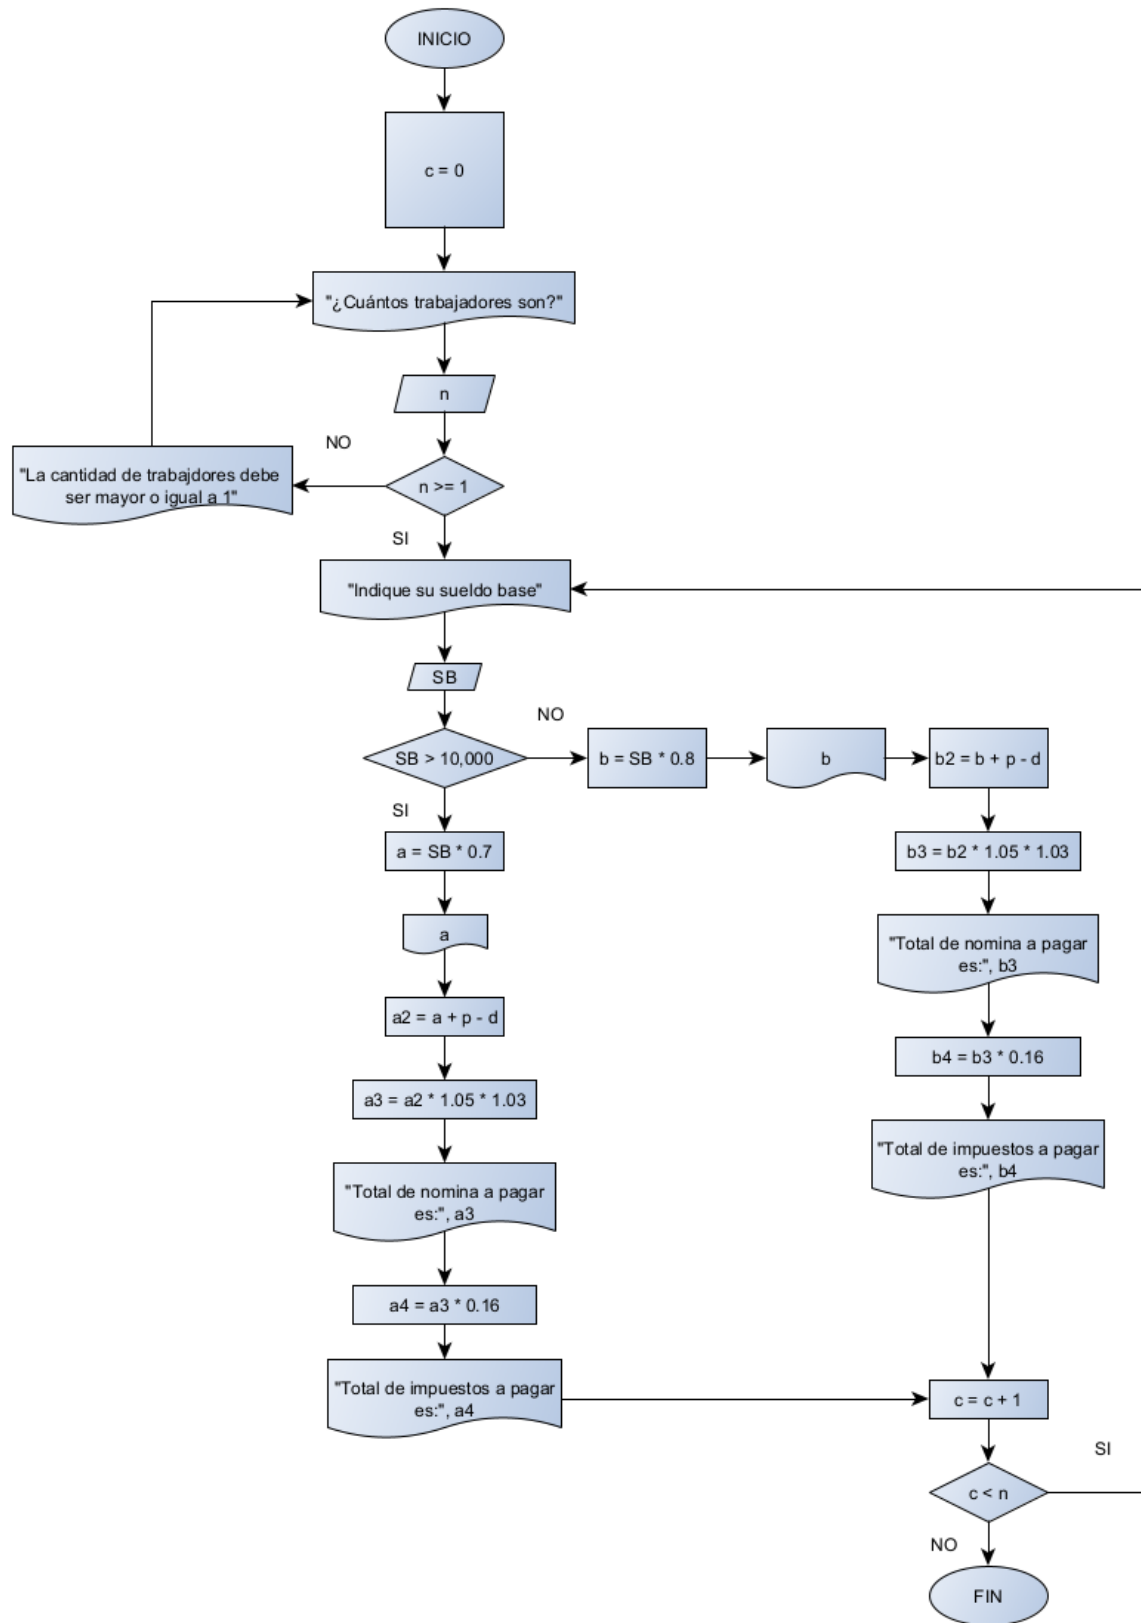 INICIO
c = 0
"¿Cuántos trabajadores son?"
n
NO
n >= 1
"La cantidad de trabajdores debe
ser mayor o igual a 1"
SI
"Indique su sueldo base"
SB
NO
SB > 10,000
b = SB * 0.8
b
b2 = b + p - d
SI
a = SB * 0.7
b3 = b2 * 1.05 * 1.03
a
"Total de nomina a pagar
es:", b3
a2 = a + p - d
b4 = b3 * 0.16
a3 = a2 * 1.05 * 1.03
"Total de impuestos a pagar
es:", b4
"Total de nomina a pagar
es:", a3
a4 = a3 * 0.16
"Total de impuestos a pagar
es:", a4
c = c + 1
SI
c < n
NO
FIN